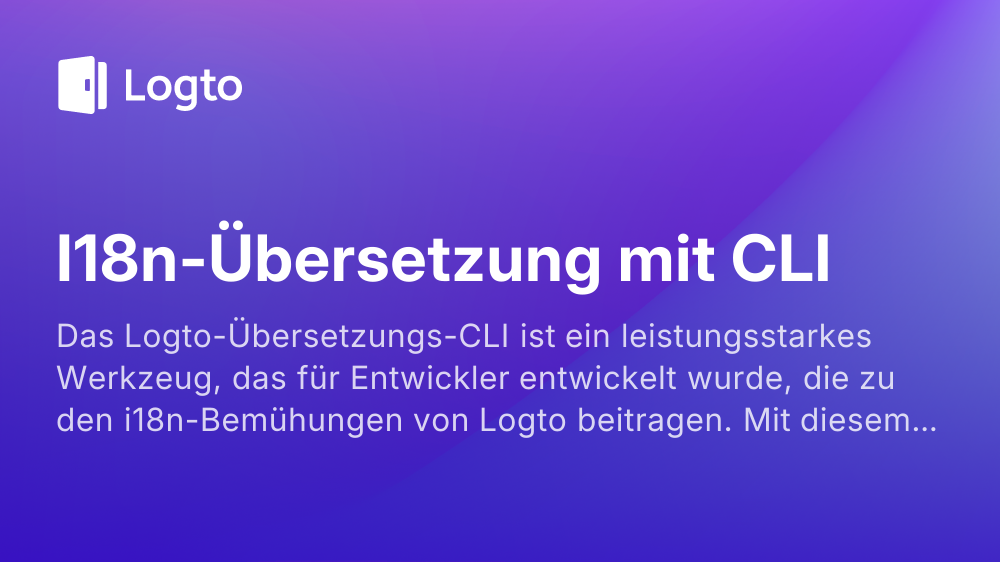 Logto
I18n-Übersetzung mit CLI
Das Logto-Übersetzungs-CLI ist ein leistungsstarkes
Werkzeug, das für Entwickler entwickelt wurde, die zu
den i18n-Bemühungen von Logto beitragen. Mit diesem...